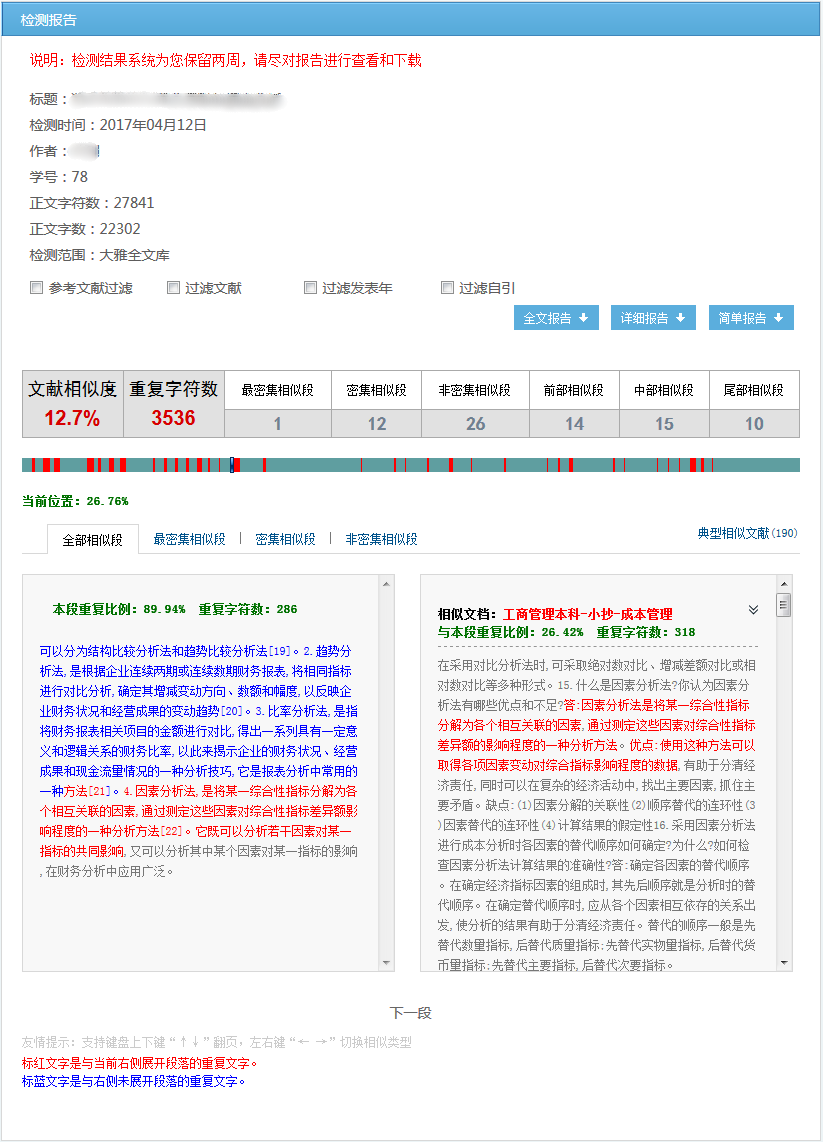 检测报告
说明：检测结果系统为您保留两周，请尽对报告进行查看和下载
标题：
检测时间：2017年04月12日
作者：
学号：78
正文字符数：27841
正文字数：22302
检测范围：大雅全文库
参考文献过滤 过滤文献 过滤发表年 过滤自引
全文报告 详细报告 简单报告
文献相似度 重复字符数 最密集相似段 密集相似段 非密集相似段 前部相似段 中部相似段 尾部相似段
12.7% 3536 1 12 26 14 15 10
当前位置：26.76%
全部相似段 最密集相似段 | 密集相似段 | 非密集相似段 典型相似文献(190)
本段重复比例：89.94% 重复字符数：286
可以分为结构比较分析法和趋势比较分析法[19]。2.趋势分
析法,是根据企业连续两期或连续数期财务报表,将相同指标
进行对比分析,确定其增减变动方向、数额和幅度,以反映企
业财务状况和经营成果的变动趋势[20]。3.比率分析法,是指
将财务报表相关项目的金额进行对比,得出一系列具有一定意
义和逻辑关系的财务比率,以此来揭示企业的财务状况、经营
成果和现金流量情况的一种分析技巧,它是报表分析中常用的
一种方法[21]。4.因素分析法,是将某一综合性指标分解为各
个相互关联的因素,通过测定这些因素对综合性指标差异额影
响程度的一种分析方法[22]。它既可以分析若干因素对某一
指标的共同影响,又可以分析其中某个因素对某一指标的影响
,在财务分析中应用广泛。
相似文档：工商管理本科-小抄-成本管理
与本段重复比例：26.42% 重复字符数：318
在采用对比分析法时,可采取绝对数对比、增减差额对比或相
对数对比等多种形式。15.什么是因素分析法?你认为因素分
析法有哪些优点和不足?答:因素分析法是将某一综合性指标
分解为各个相互关联的因素,通过测定这些因素对综合性指标
差异额的影响程度的一种分析方法。优点:使用这种方法可以
取得各项因素变动对综合指标影响程度的数据,有助于分清经
济责任,同时可以在复杂的经济活动中,找出主要因素,抓住主
要矛盾。缺点:(1)因素分解的关联性(2)顺序替代的连环性(3
)因素替代的连环性(4)计算结果的假定性16.采用因素分析法
进行成本分析时各因素的替代顺序如何确定?为什么?如何检
查因素分析法计算结果的准确性?答:确定各因素的替代顺序
。在确定经济指标因素的组成时,其先后顺序就是分析时的替
代顺序。在确定替代顺序时,应从各个因素相互依存的关系出
发,使分析的结果有助于分清经济责任。替代的顺序一般是先
替代数量指标,后替代质量指标;先替代实物量指标,后替代货
币量指标;先替代主要指标,后替代次要指标。
下一段
友情提示：支持键盘上下键“↑↓”翻页，左右键“← →”切换相似类型
标红文字是与当前右侧展开段落的重复文字。
标蓝文字是与右侧未展开段落的重复文字。